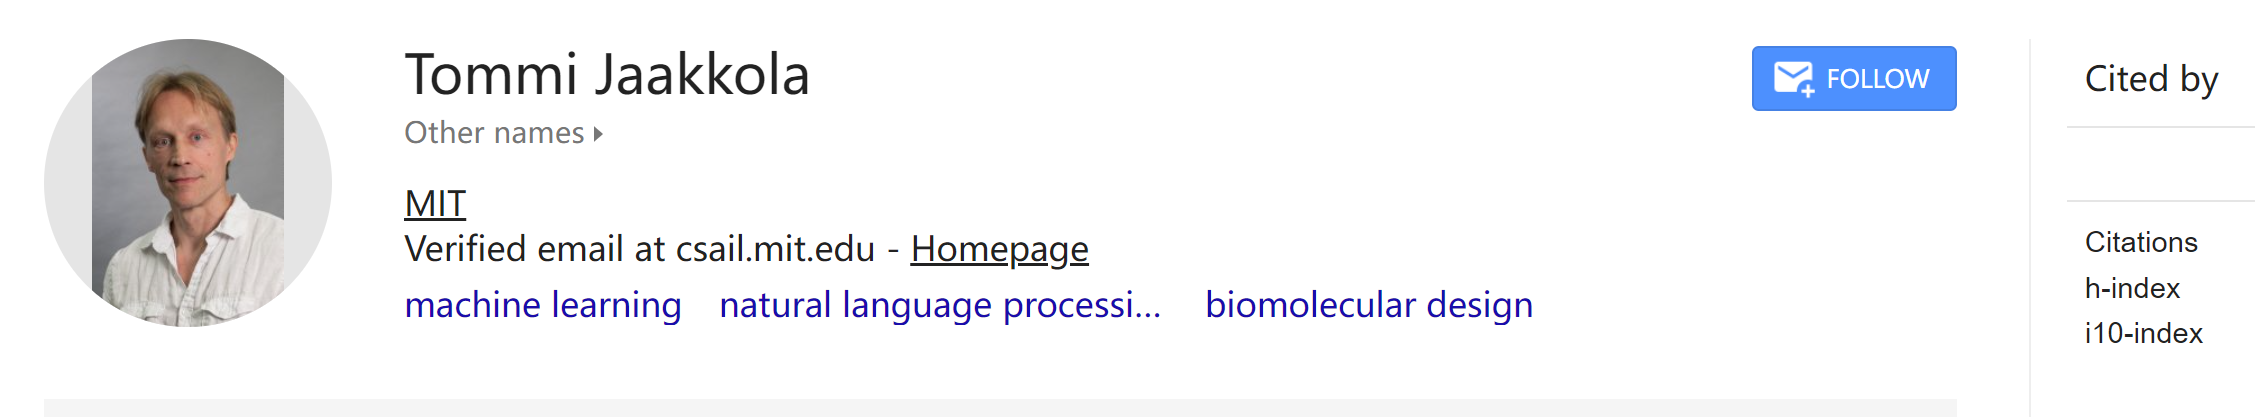 Tommi Jaakkola
Other names
MIT
Verified email at csail.mit.edu - Homepage
machine learning natural language processi... biomolecular design
FOLLOW
Cited by
Citations
h-index
i10-index